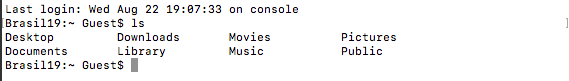 Last login: Wed Aug 22 19:07:33 on console
Brasil19:~ Guest$ ls
Desktop Downloads Movies Pictures
Documents Library Music Public
Brasil19:~ Guest$